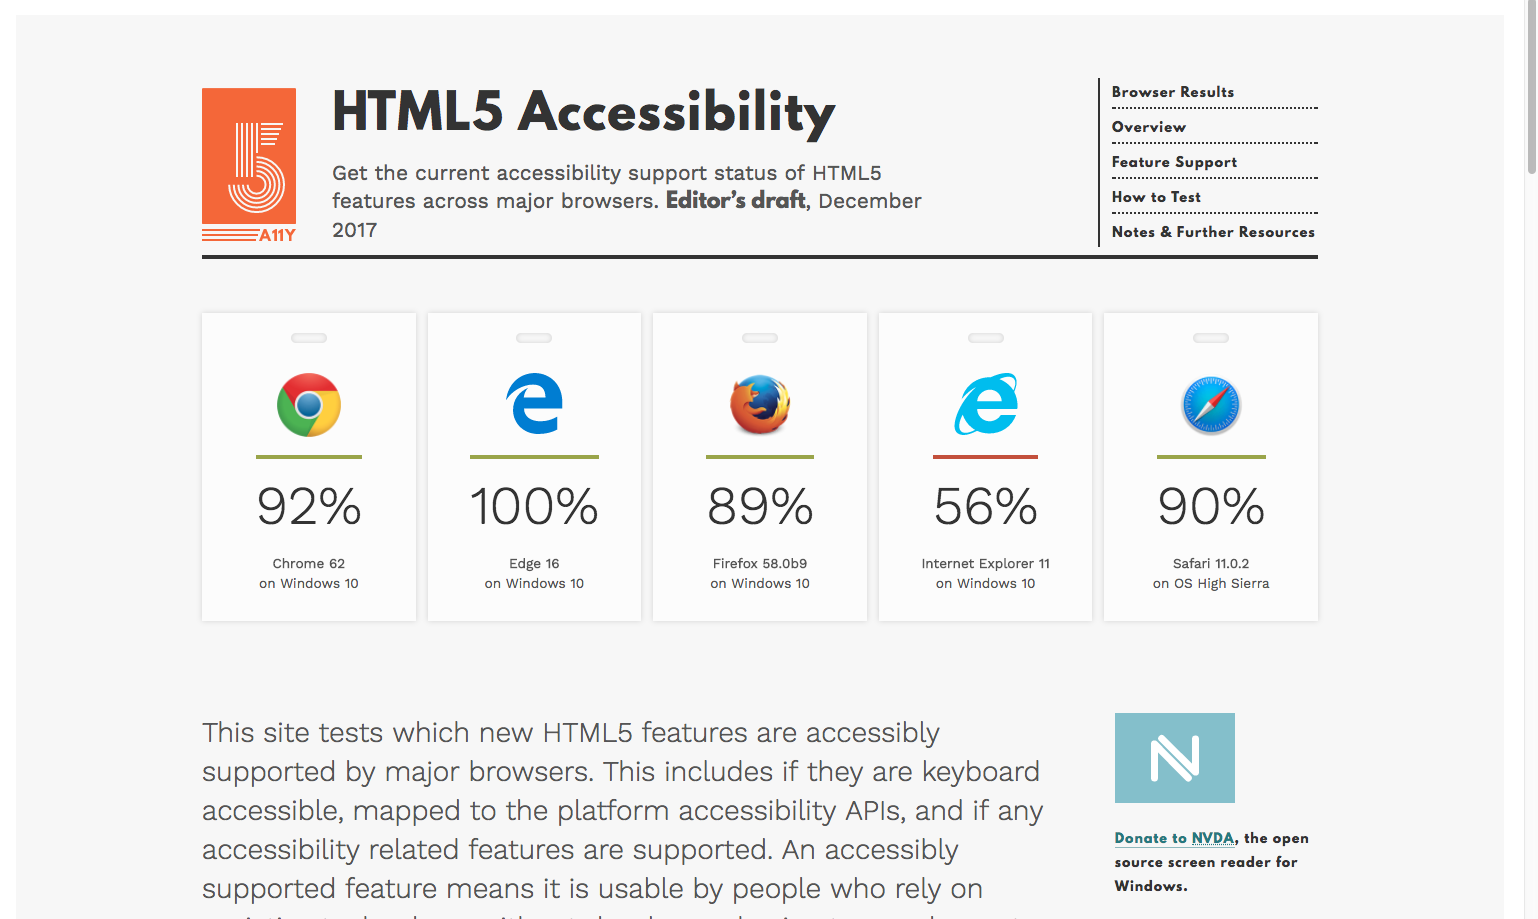 HTML5 Accessibility
Get the current accessibility support status of HTML5
features across major browsers. Editor's draft, December
2017
5
A11Y
Browser Results
Overview
Feature Support
How to Test
Notes & Further Resources
92%
Chrome 62
on Windows 10
100%
Edge 16
on Windows 10
89%
Firefox 58.0b9
on Windows 10
56%
Internet Explorer 11
on Windows 10
90%
Safari 11.0.2
on OS High Sierra
This site tests which new HTML5 features are accessibly
supported by major browsers. This includes if they are keyboard
accessible, mapped to the platform accessibility APIs, and if any
accessibility related features are supported. An accessibly
supported feature means it is usable by people who rely on
N
Donate to NVDA, the open
source screen reader for
Windows.